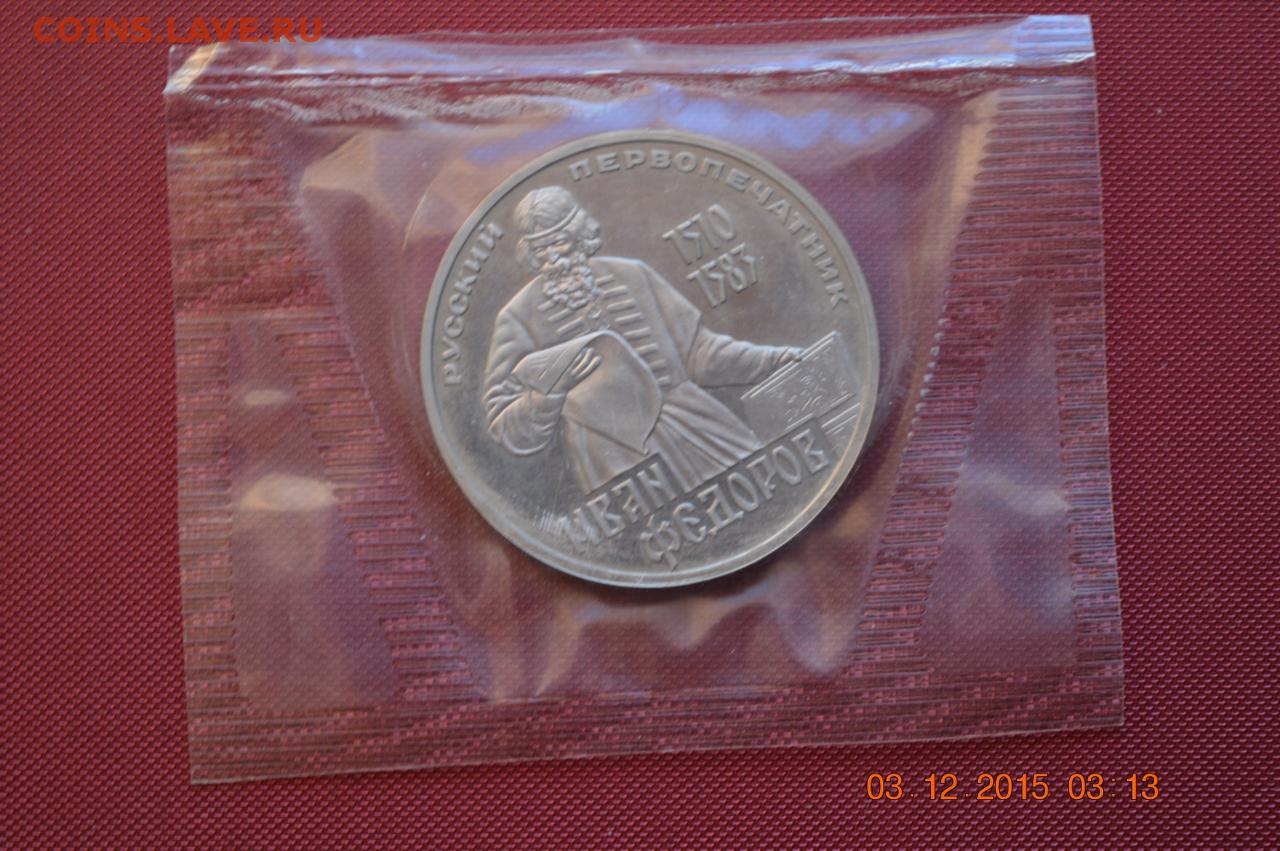 COINS.LAVE.RU
РУССКИЙ ПЕРВОПЕЧАТНИК
1510
1583
ИВАН
ФЕДОРОВ
03.12.2015 03:13